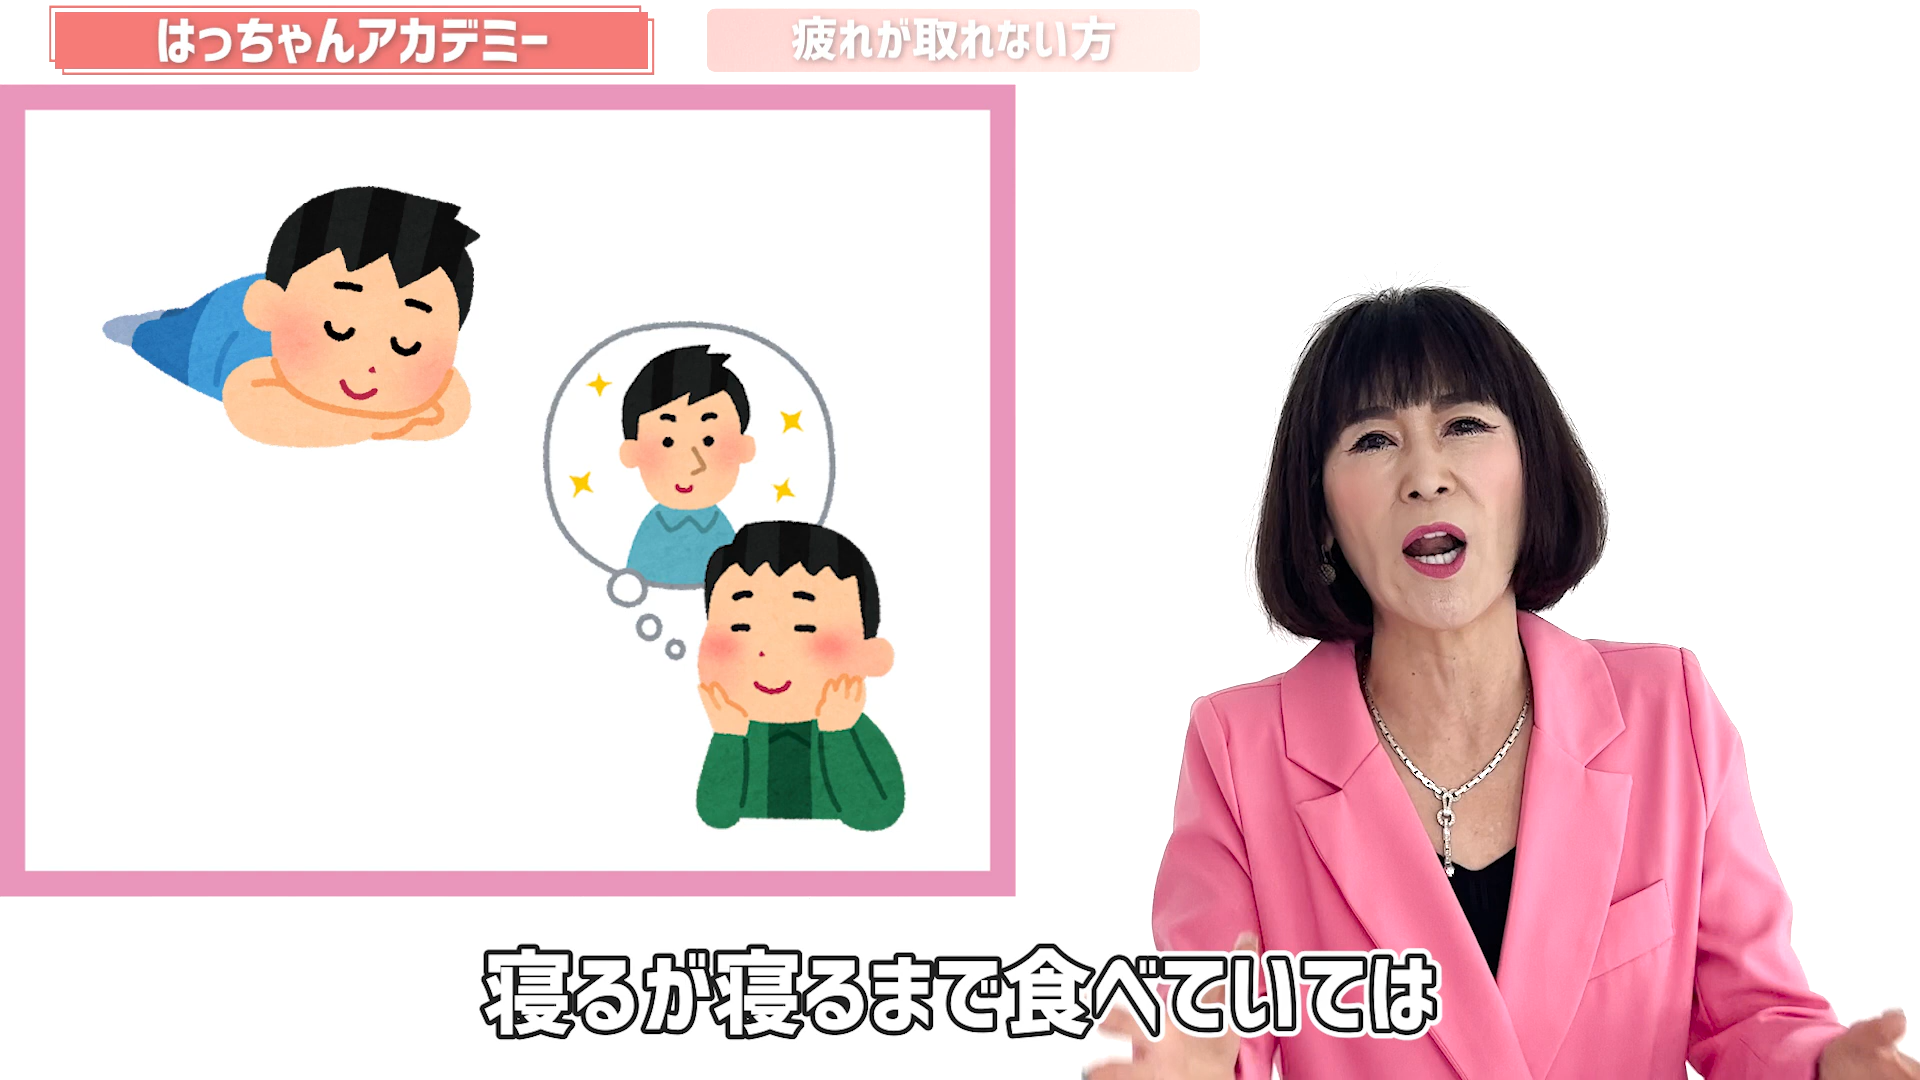 はっちゃんアカデミー
疲れが取れない方
寝るが寝るまで食べていては